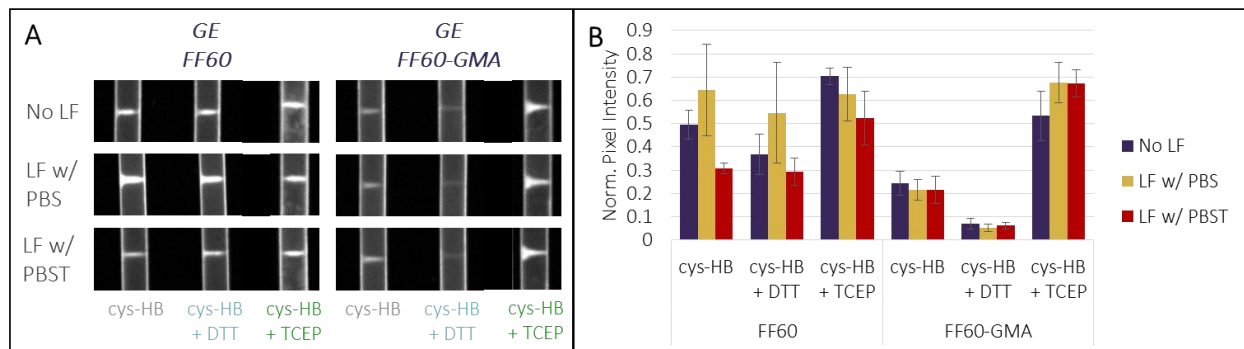 A
GE
FF60
GE
FF60-GMA
No LF
LF w/
PBS
LF w/
PBST
cys-HB
cys-HB
+ DTT
cys-HB
+ TCEP
cys-HB
cys-HB
+ DTT
cys-HB
+ TCEP
B
Norm. Pixel Intensity
0.9
0.8
0.7
0.6
0.5
0.4
0.3
0.2
0.1
0
cys-HB
cys-HB
+ DTT
cys-HB
+ TCEP
cys-HB
cys-HB
+ DTT
cys-HB
+ TCEP
FF60
FF60-GMA
No LF
LF w/ PBS
LF w/ PBST